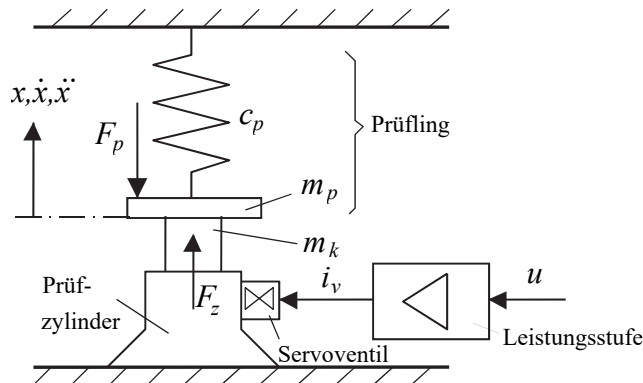 x,ẋ,ẍ
F_p
c_p
Prüfling
m_p
m_k
Prüf-
zylinder
F_z
i_v
u
Servoventil
Leistungsstufe